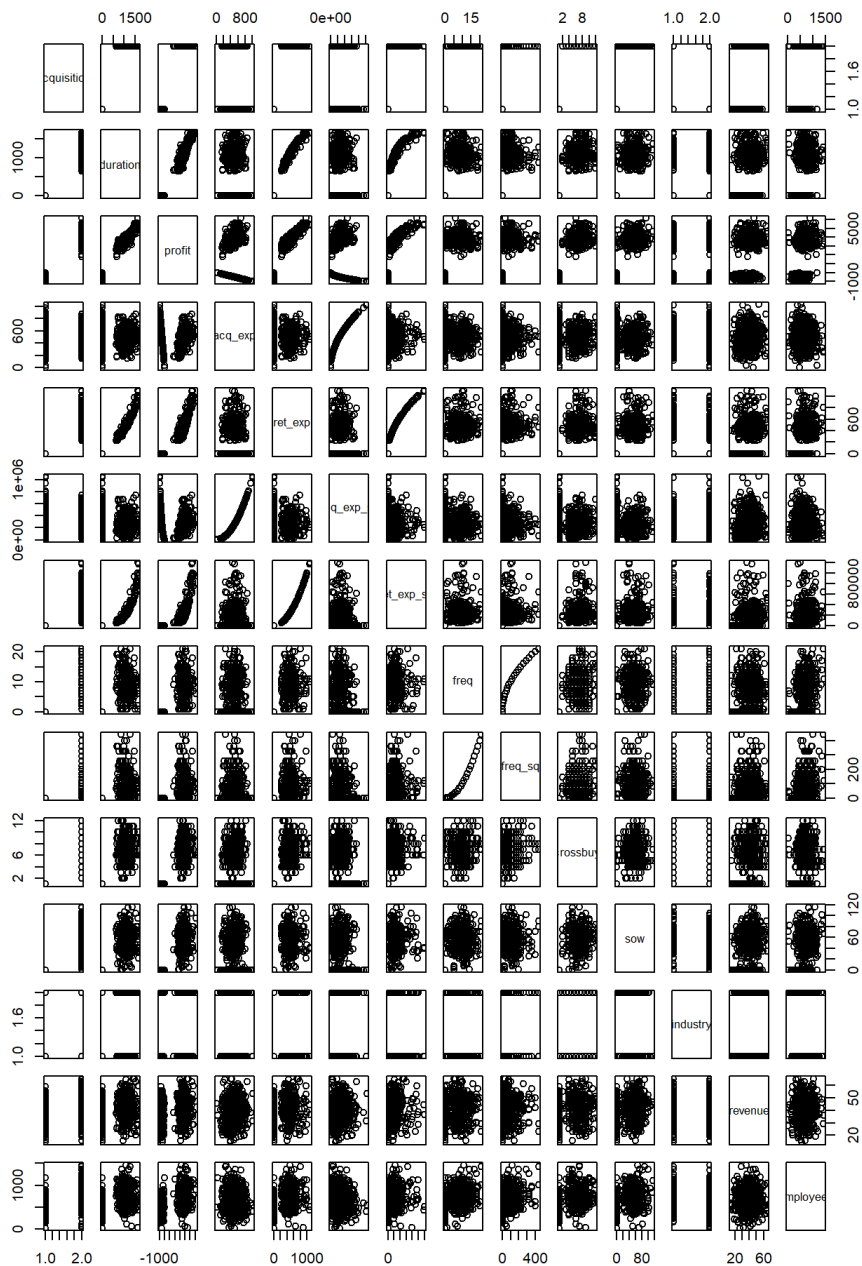 0 1500 0 800 0e+00 0 15 2 8 1.0 2.0 0 1500
cquisitio
1.0 1.6
0 1000
duration
profit
-1000 5000
0 600
acq_exp
ret_exp
0 600
0e+00 1e+06
q_exp_
t_exp_s
0 800000
0 10 20
freq
freq_sq
0 200
2 6 12
rossbuy
sow
0 60 120
1.0 1.6
industry
revenue
20 50
0 1000
mployee
1.0 2.0 -1000 0 1000 0 0 400 0 80 20 60